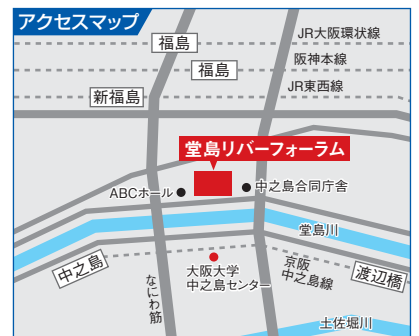 アクセスマップ
JR大阪環状線
福島
阪神本線
福島
JR東西線
新福島
堂島リバーフォーラム
ABCホール
中之島合同庁舎
堂島川
中之島
大阪大学
中之島センター
京阪
中之島線
渡辺橋
なにわ筋
土佐堀川